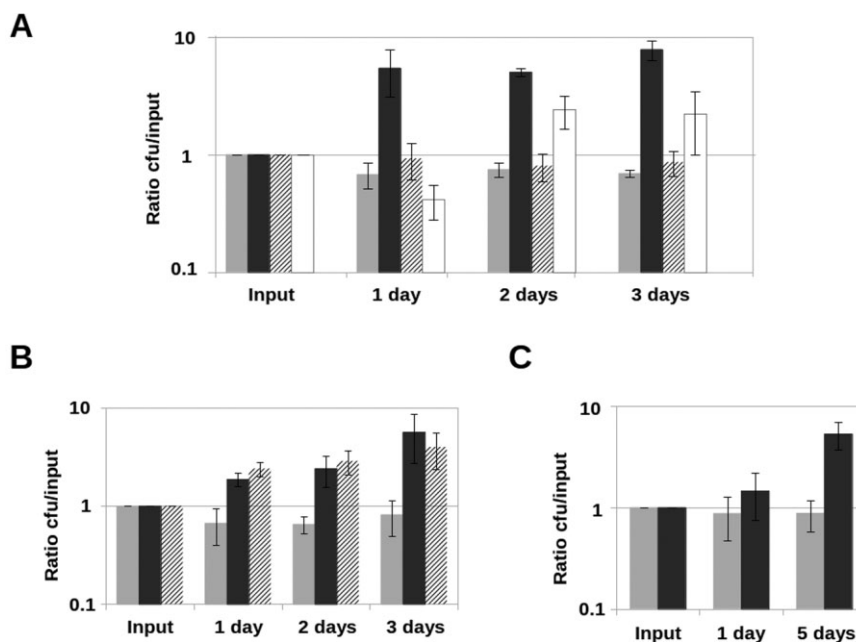 A
Ratio cfu/input
10
1
0.1
Input 1 day 2 days 3 days
B
Ratio cfu/input
10
1
0.1
Input 1 day 2 days 3 days
C
Ratio cfu/input
10
1
0.1
Input 1 day 5 days